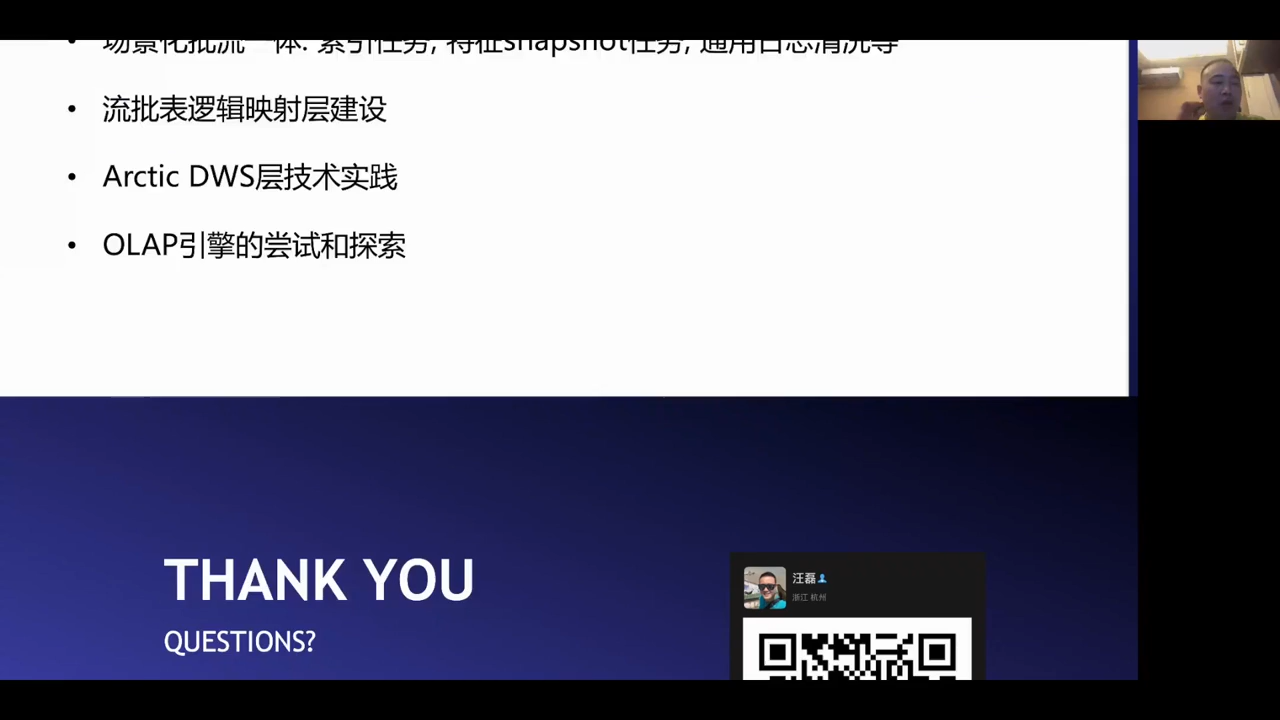 • 场景化批流一体: 索引任务, 特征snapshot任务, 通用日志清洗等
• 流批表逻辑映射层建设
• Arctic DWS层技术实践
• OLAP引擎的尝试和探索
THANK YOU
QUESTIONS?
汪磊
浙江 杭州